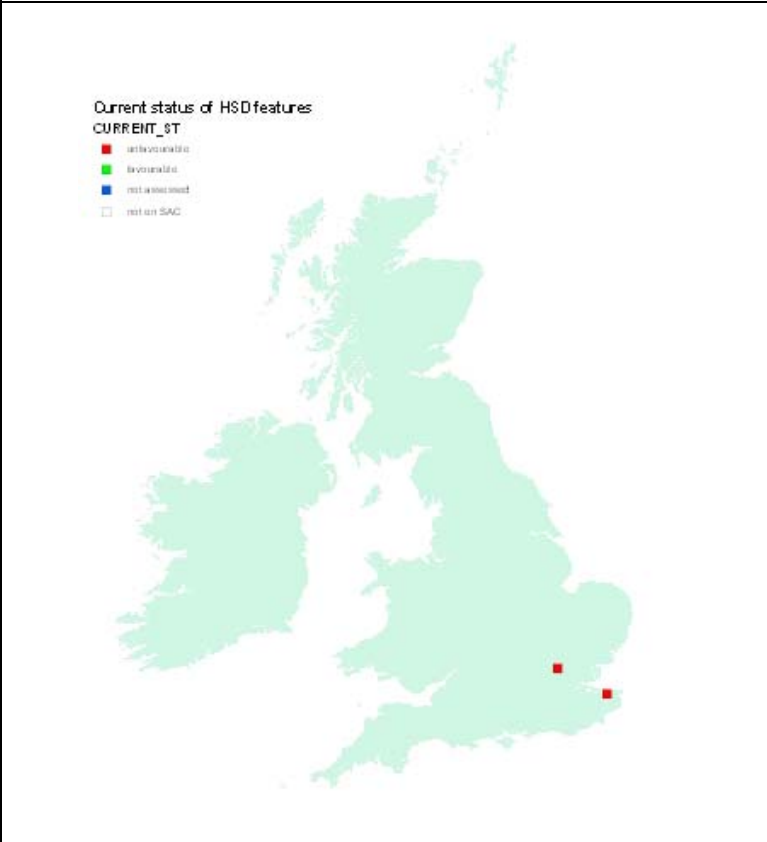 Current status of HSD features
CURRENT_ST
unfavourable
favourable
not assessed
not on SAC